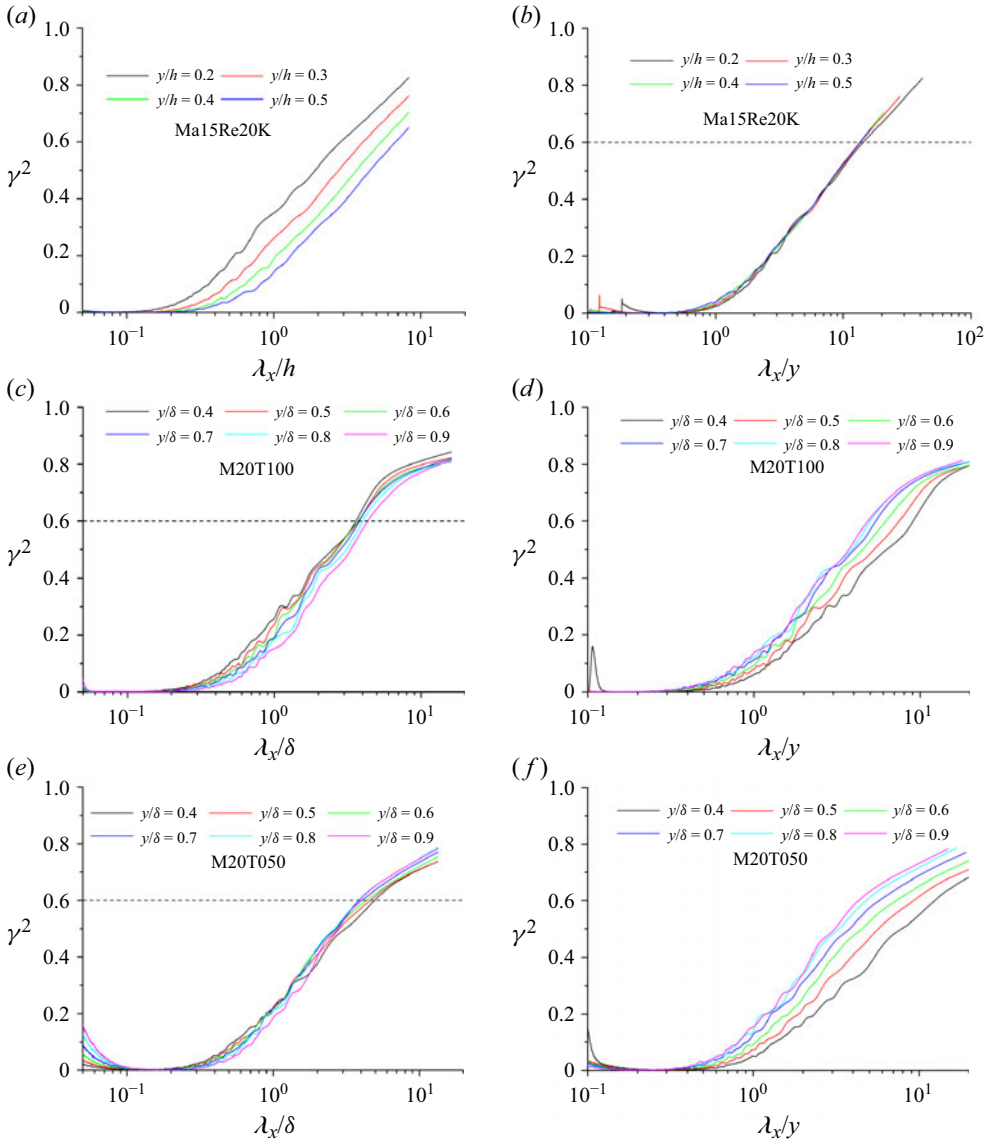 (a)
1.0
0.8
0.6
0.4
0.2
0
γ²
y/h = 0.2
y/h = 0.3
y/h = 0.4
y/h = 0.5
Ma15Re20K
10⁻¹
10⁰
10¹
λx/h
(b)
1.0
0.8
0.6
0.4
0.2
0
γ²
y/h = 0.2
y/h = 0.3
y/h = 0.4
y/h = 0.5
Ma15Re20K
10⁻¹
10⁰
10¹
10²
λx/y
(c)
1.0
0.8
0.6
0.4
0.2
0
γ²
y/δ = 0.4
y/δ = 0.5
y/δ = 0.6
y/δ = 0.7
y/δ = 0.8
y/δ = 0.9
M20T100
10⁻¹
10⁰
10¹
λx/δ
(d)
1.0
0.8
0.6
0.4
0.2
0
γ²
y/δ = 0.4
y/δ = 0.5
y/δ = 0.6
y/δ = 0.7
y/δ = 0.8
y/δ = 0.9
M20T100
10⁻¹
10⁰
10¹
λx/y
(e)
1.0
0.8
0.6
0.4
0.2
0
γ²
y/δ = 0.4
y/δ = 0.5
y/δ = 0.6
y/δ = 0.7
y/δ = 0.8
y/δ = 0.9
M20T050
10⁻¹
10⁰
10¹
λx/δ
(f)
1.0
0.8
0.6
0.4
0.2
0
γ²
y/δ = 0.4
y/δ = 0.5
y/δ = 0.6
y/δ = 0.7
y/δ = 0.8
y/δ = 0.9
M20T050
10⁻¹
10⁰
10¹
λx/y